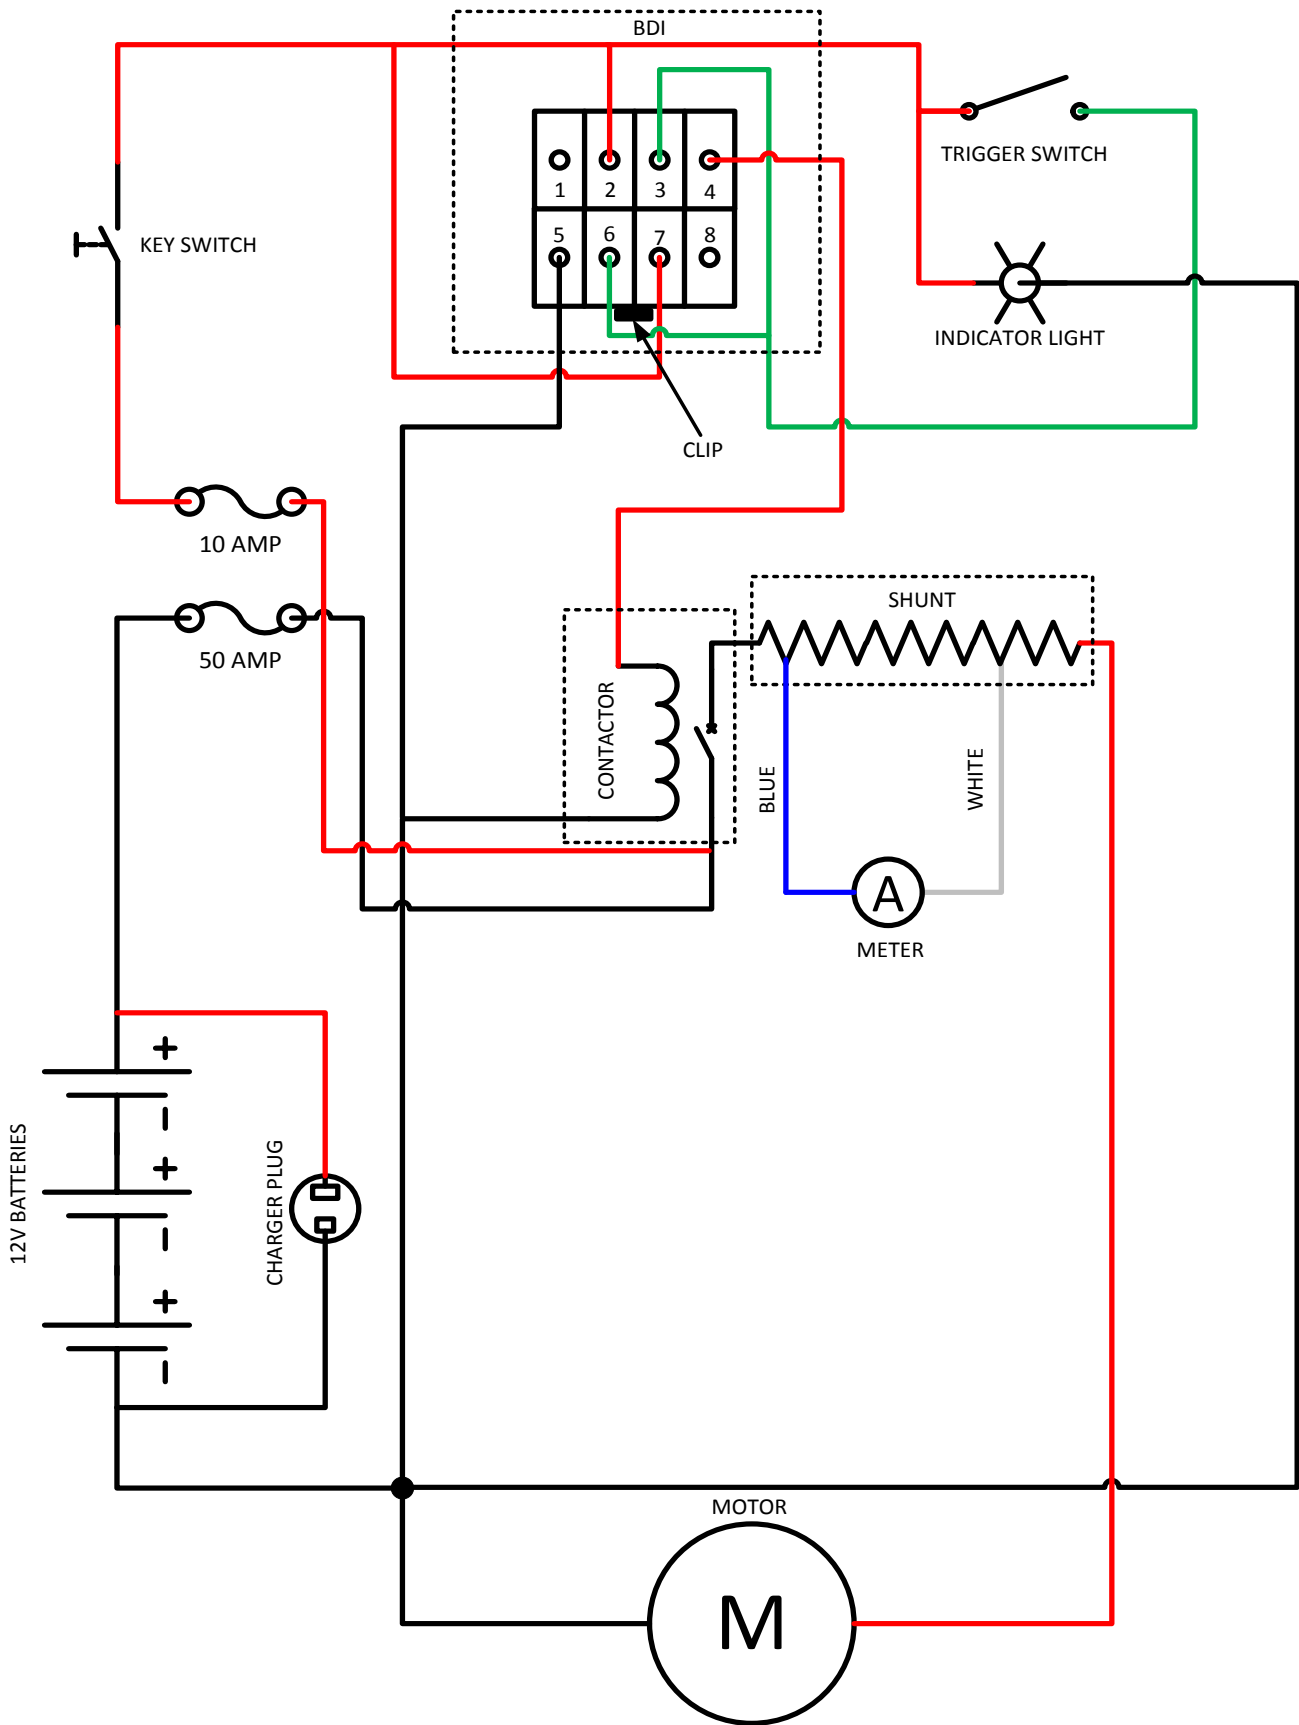 BDI
1 2 3 4
5 6 7 8
CLIP
TRIGGER SWITCH
INDICATOR LIGHT
KEY SWITCH
10 AMP
50 AMP
CONTACTOR
SHUNT
BLUE
WHITE
A
METER
12V BATTERIES
+
−
+
−
+
−
CHARGER PLUG
MOTOR
M